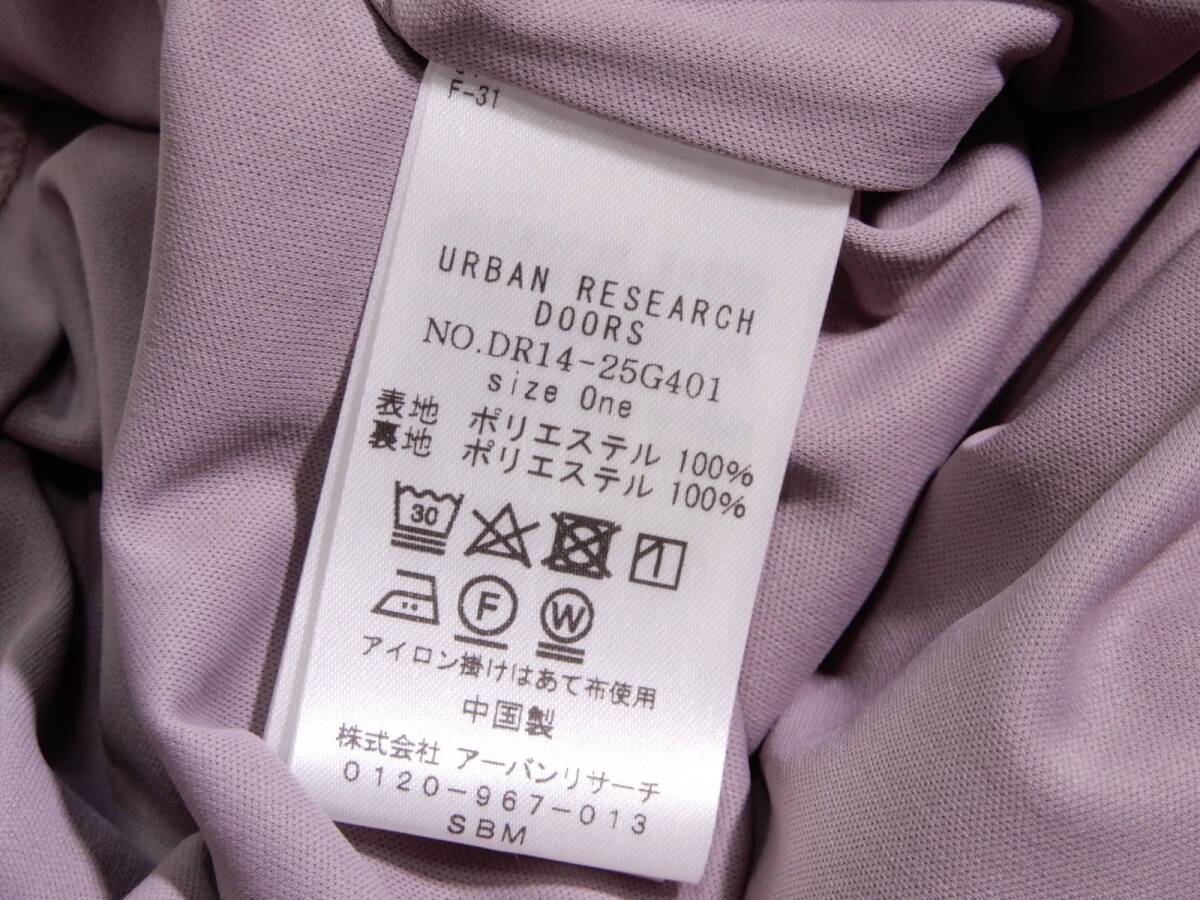 F-31
URBAN RESEARCH
DOORS
NO.DR14-25G401
size One
表地 ポリエステル 100%
裏地 ポリエステル 100%
30
F W
アイロン掛けはあて布使用
中国製
株式会社 アーバンリサーチ
0120-967-013
SBM